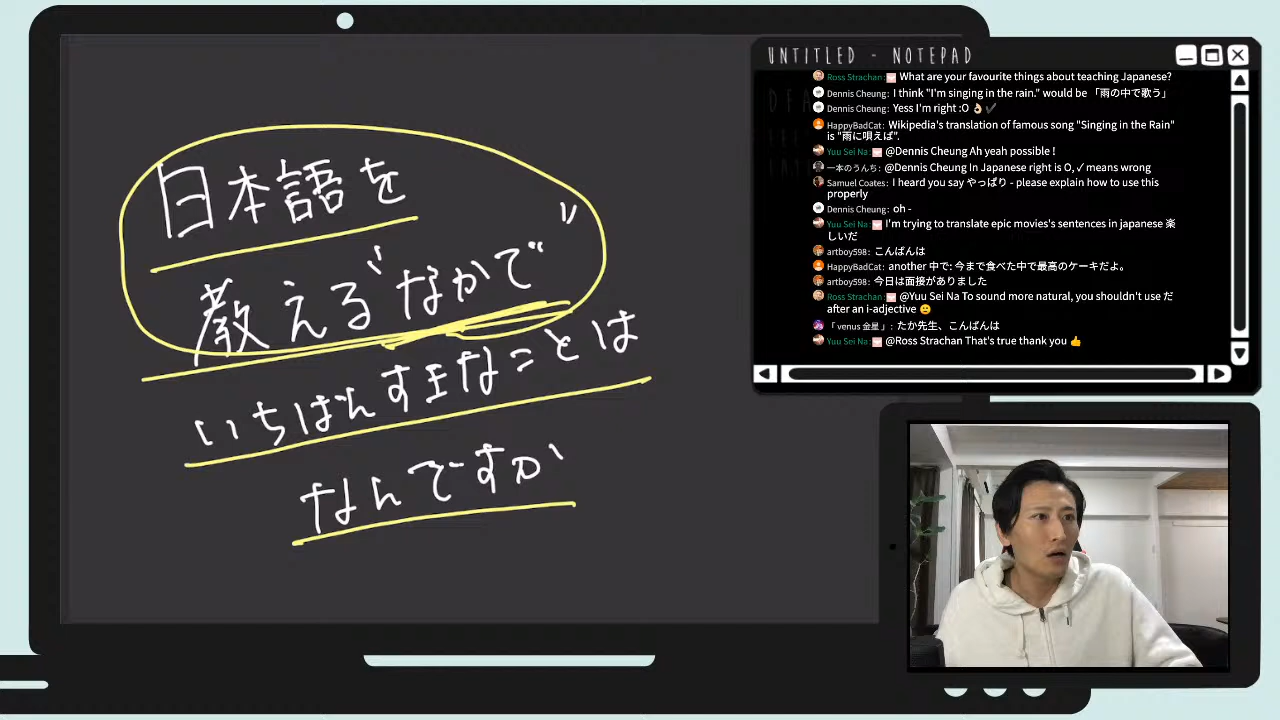 日本語を
教える"なかで"
いちばんすきなことは
なんですか
UNTITLED - NOTEPAD
Ross Strachan: What are your favourite things about teaching Japanese?
Dennis Cheung: I think "I'm singing in the rain." would be 「雨の中で歌う」
Dennis Cheung: Yess I'm right :O 👌✔
HappyBadCat: Wikipedia's translation of famous song "Singing in the Rain"
is "雨に唄えば".
Yuu Sei Na: @Dennis Cheung Ah yeah possible !
一本のうんち: @Dennis Cheung In Japanese right is O, ✓ means wrong
Samuel Coates: I heard you say やっぱり - please explain how to use this
properly
Dennis Cheung: oh -
Yuu Sei Na: I'm trying to translate epic movies's sentences in japanese 楽
しいだ
artboy598: こんばんは
HappyBadCat: another 中で: 今まで食べた中で最高のケーキだよ。
artboy598: 今日は面接がありました
Ross Strachan: @Yuu Sei Na To sound more natural, you shouldn't use だ
after an i-adjective 🙂
「 venus 金星 」: たか先生、こんばんは
Yuu Sei Na: @Ross Strachan That's true thank you 👍